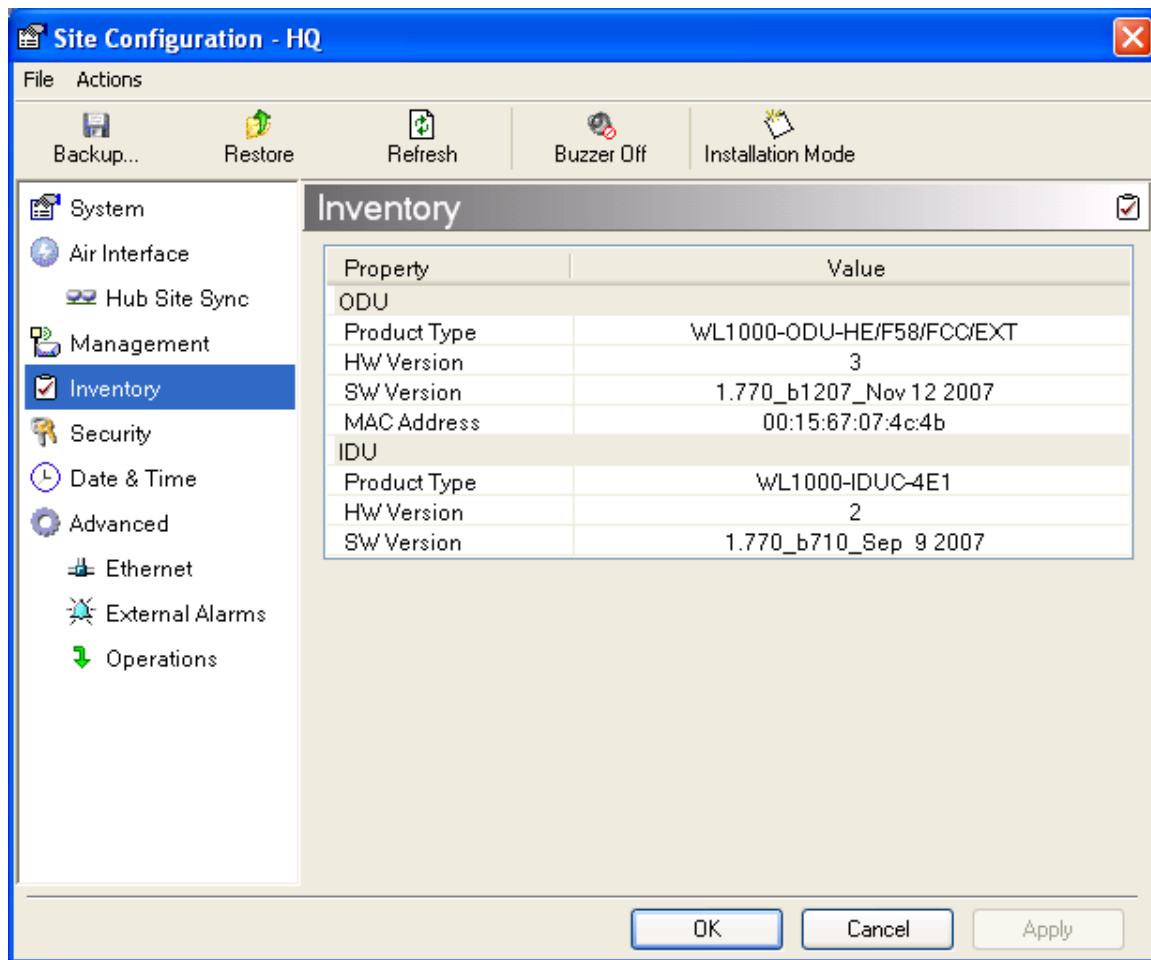 Site Configuration - HQ
File Actions
Backup... Restore Refresh Buzzer Off Installation Mode
System
Air Interface
Hub Site Sync
Management
Inventory
Security
Date & Time
Advanced
Ethernet
External Alarms
Operations
Inventory
Property Value
ODU
Product Type WL1000-ODU-HE/F58/FCC/EXT
HW Version 3
SW Version 1.770_b1207_Nov 12 2007
MAC Address 00:15:67:07:4c:4b
IDU
Product Type WL1000-IDUC-4E1
HW Version 2
SW Version 1.770_b710_Sep 9 2007
OK Cancel Apply